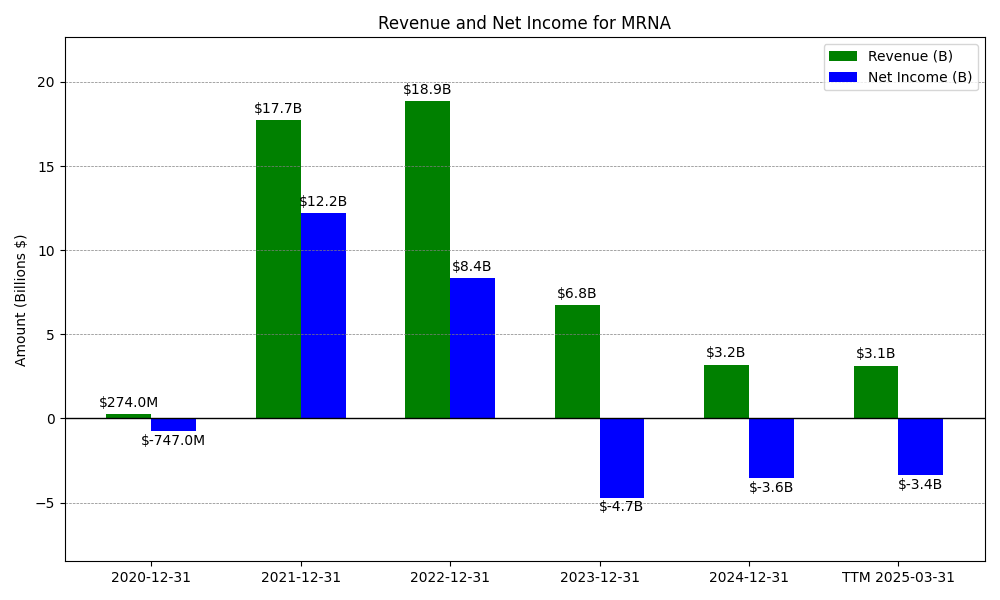 Revenue and Net Income for MRNA
Revenue (B)
Net Income (B)
Amount (Billions $)
20
15
10
5
0
−5
$274.0M
$-747.0M
$17.7B
$12.2B
$18.9B
$8.4B
$6.8B
$-4.7B
$3.2B
$-3.6B
$3.1B
$-3.4B
2020-12-31
2021-12-31
2022-12-31
2023-12-31
2024-12-31
TTM 2025-03-31